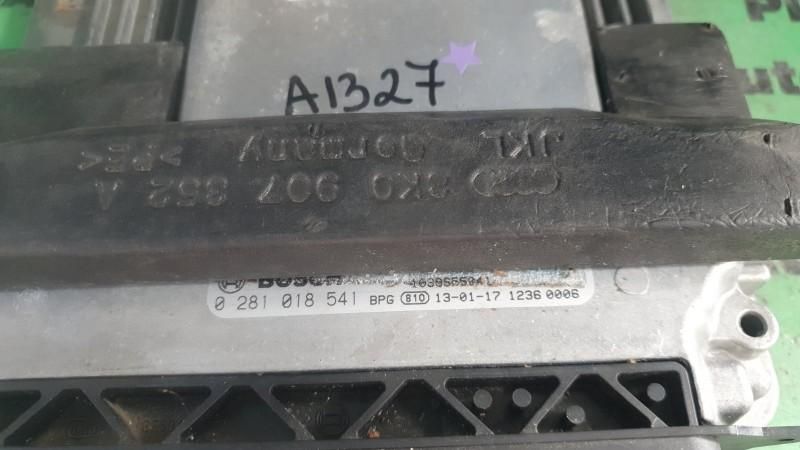 A1327
JKL Germany >PE<
8K0 907 352 A
BOSCH 1039S55941
0 281 018 541 BPG 810 13-01-17 1236 0006